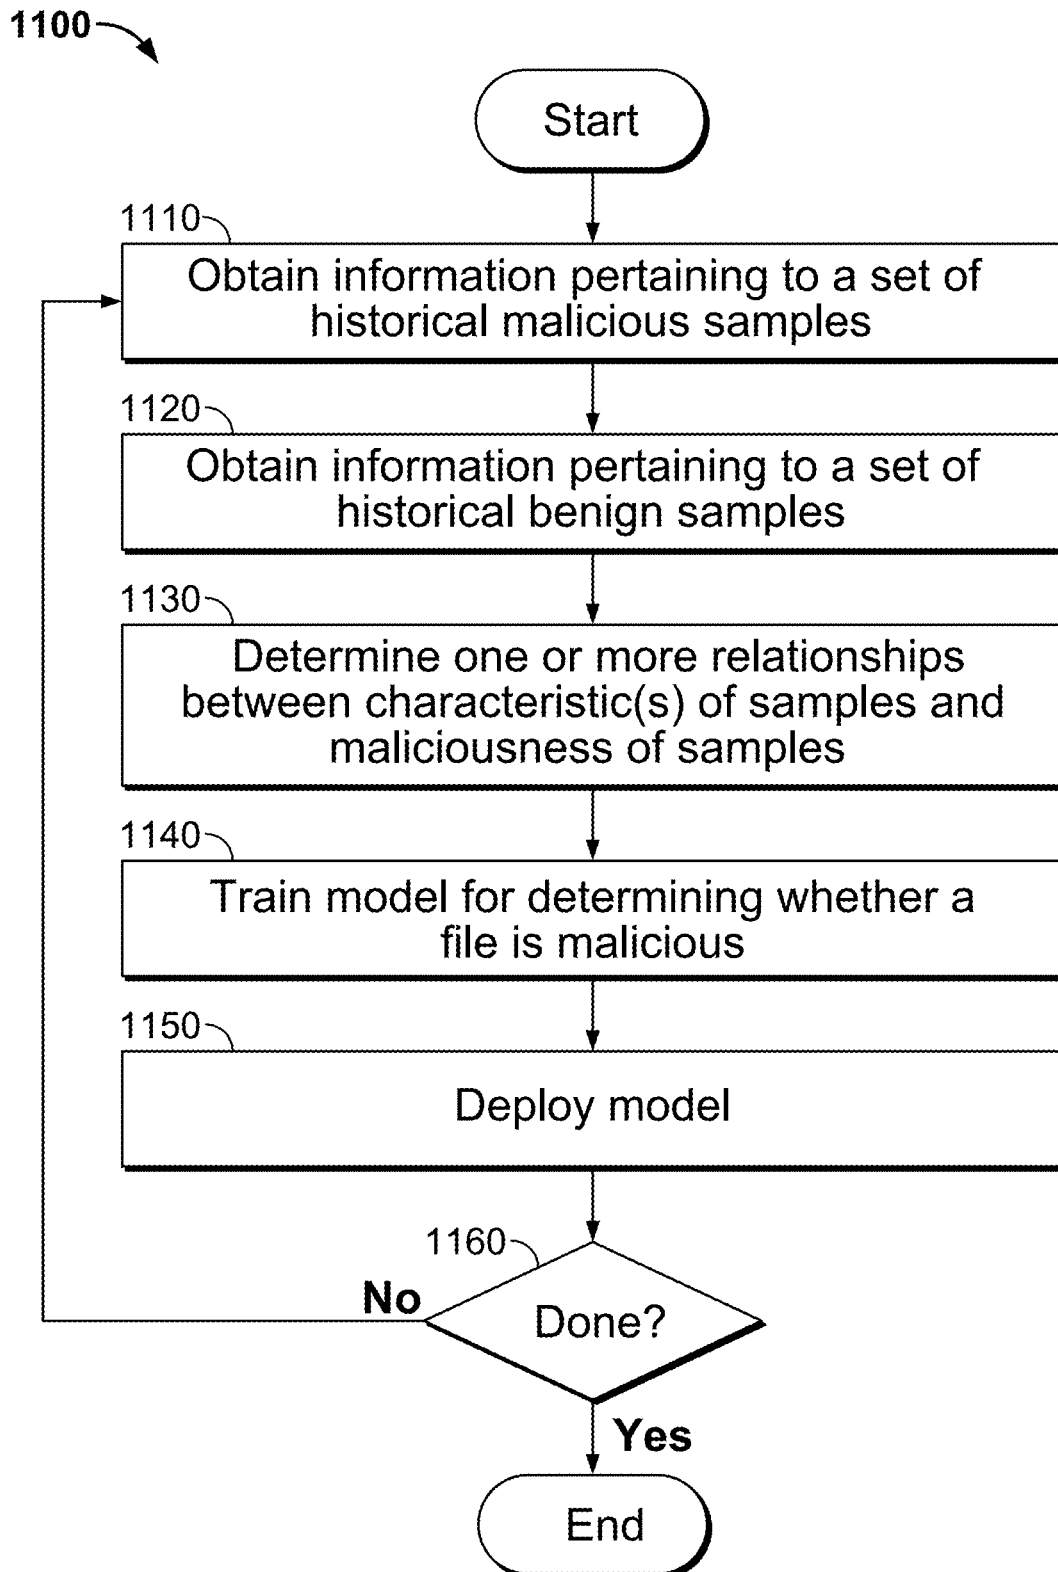 1100
Start
1110
Obtain information pertaining to a set of
historical malicious samples
1120
Obtain information pertaining to a set of
historical benign samples
1130
Determine one or more relationships
between characteristic(s) of samples and
maliciousness of samples
1140
Train model for determining whether a
file is malicious
1150
Deploy model
1160
No
Done?
Yes
End